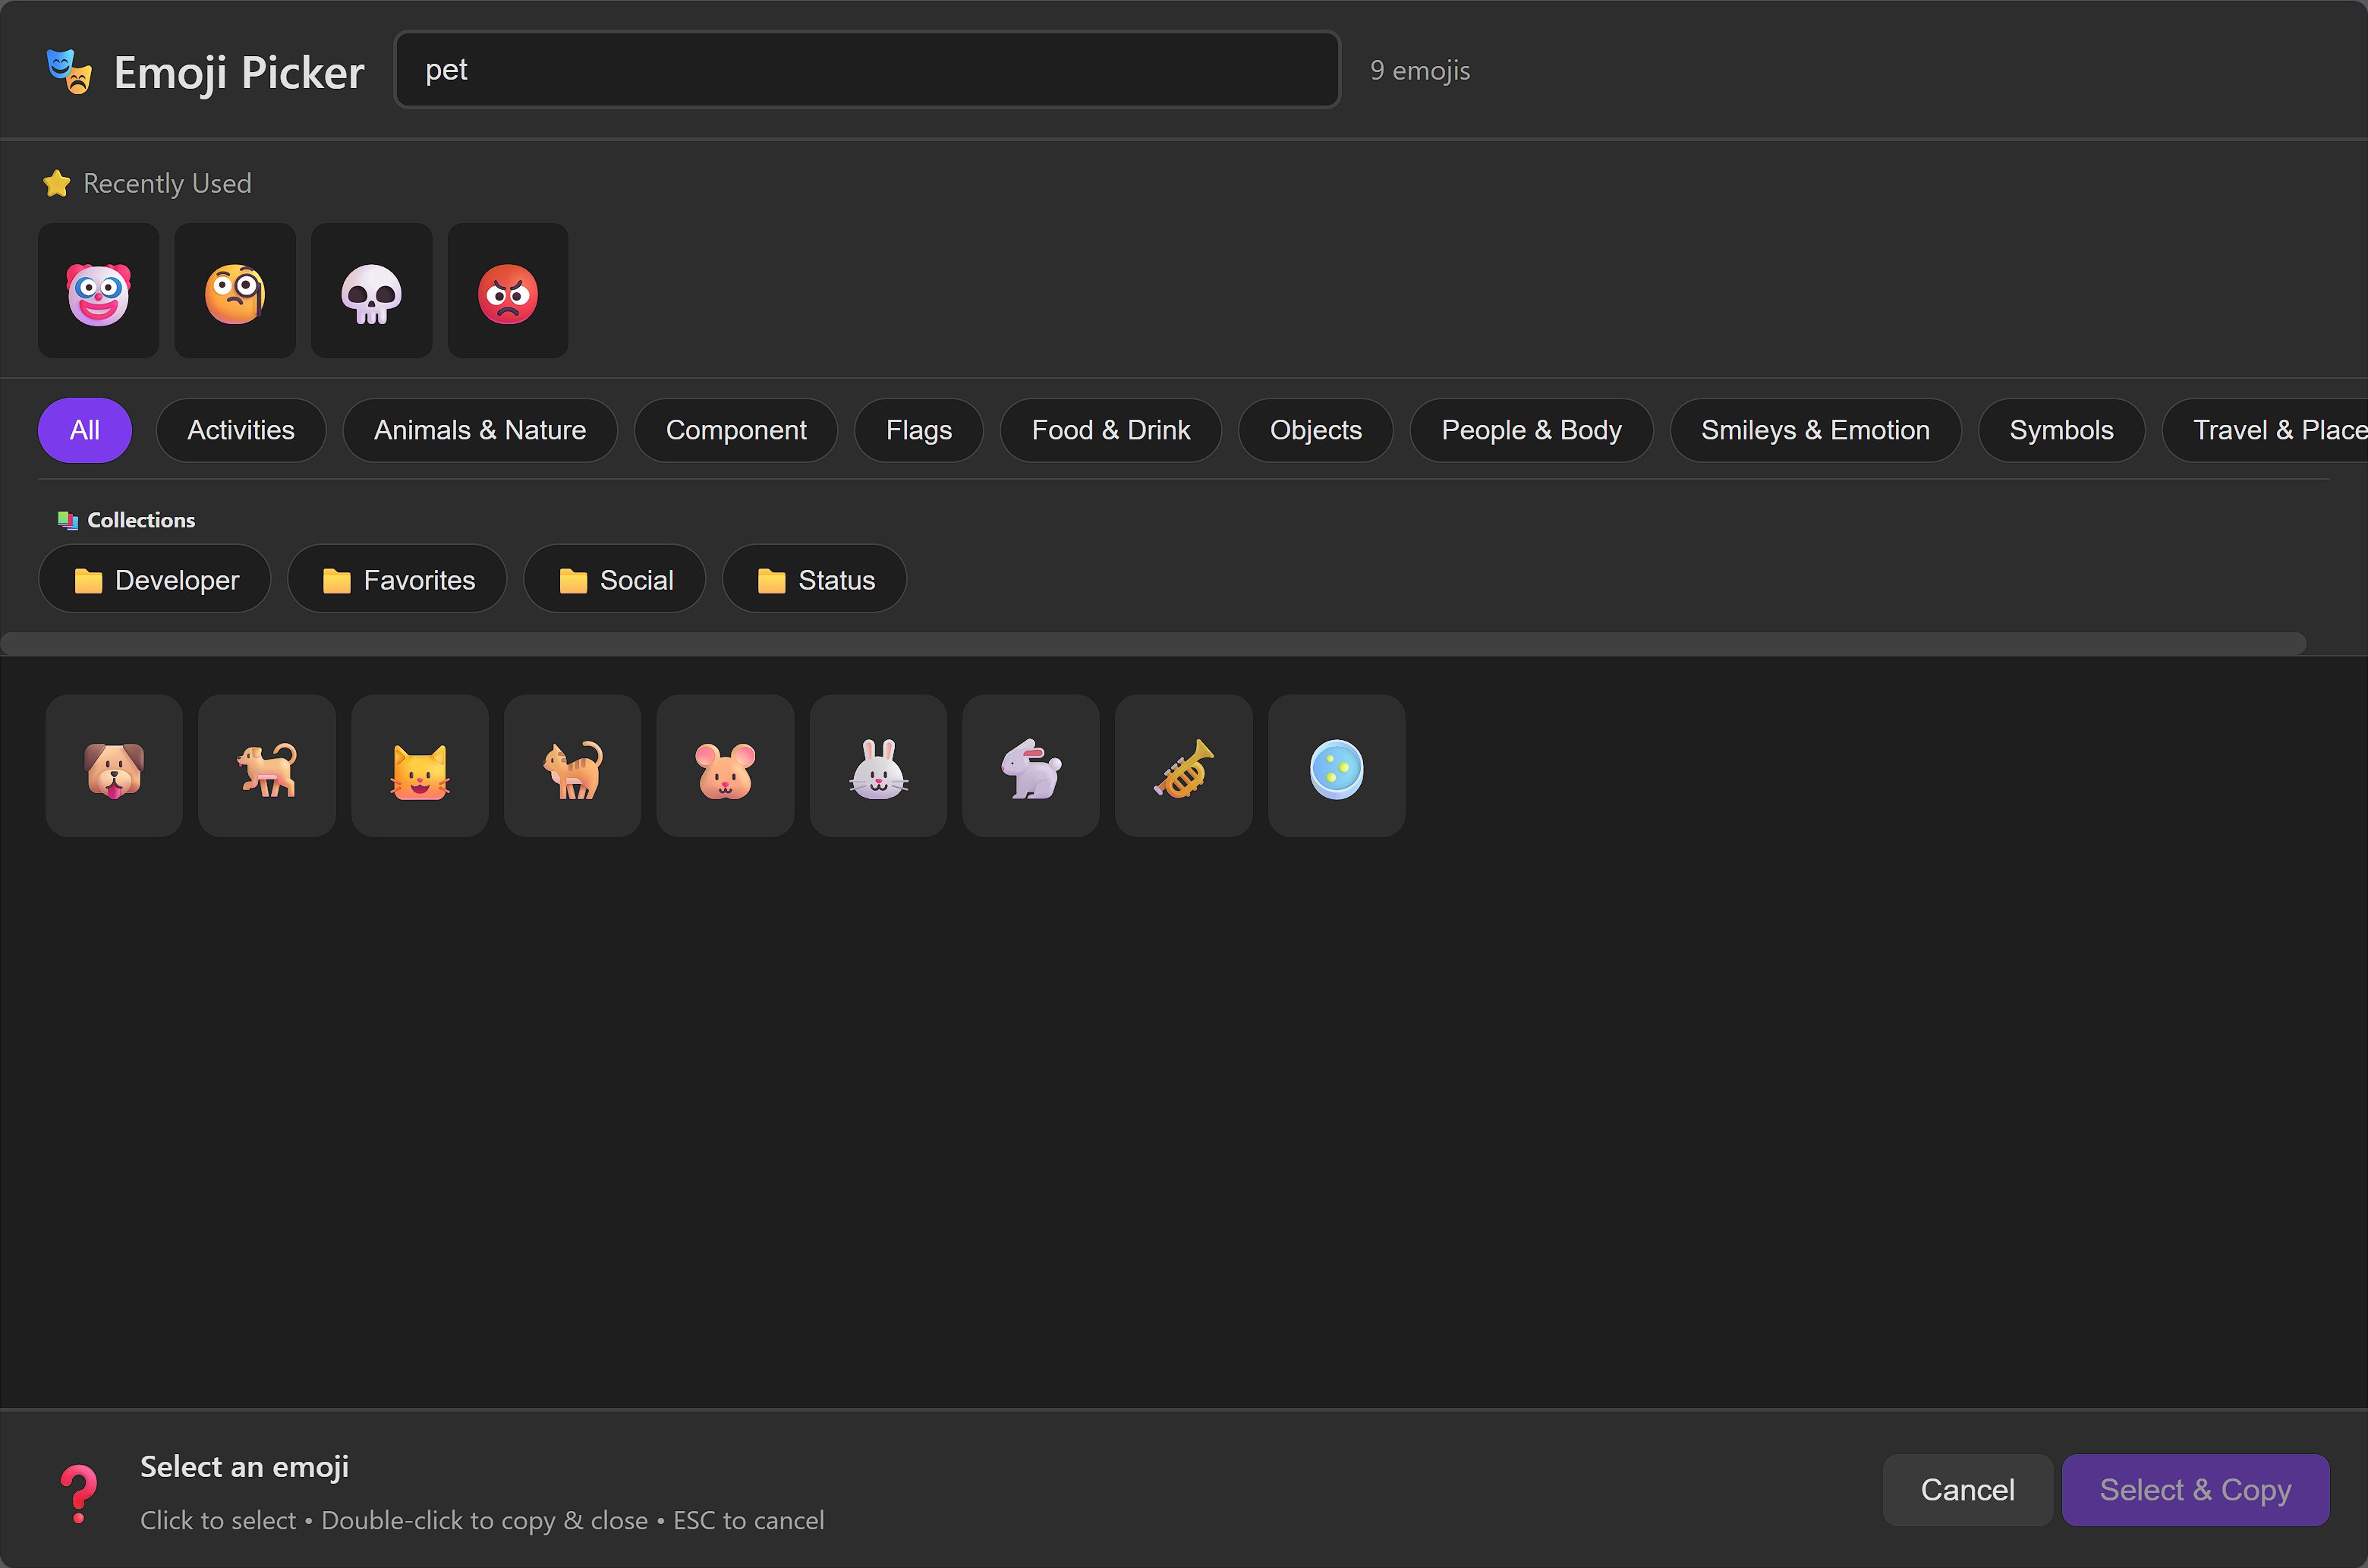 Emoji Picker
pet
9 emojis
Recently Used
All
Activities
Animals & Nature
Component
Flags
Food & Drink
Objects
People & Body
Smileys & Emotion
Symbols
Travel & Place
Collections
Developer
Favorites
Social
Status
Select an emoji
Click to select • Double-click to copy & close • ESC to cancel
Cancel
Select & Copy